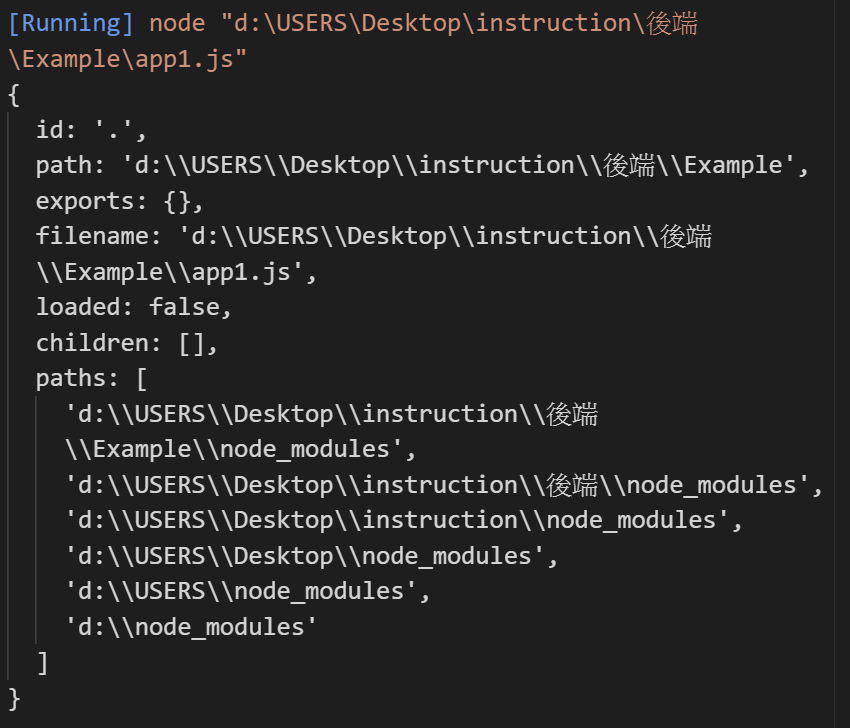 [Running] node "d:\USERS\Desktop\instruction\後端
\Example\app1.js"
{
id: '.',
path: 'd:\\USERS\\Desktop\\instruction\\後端\\Example',
exports: {},
filename: 'd:\\USERS\\Desktop\\instruction\\後端
\\Example\\app1.js',
loaded: false,
children: [],
paths: [
'd:\\USERS\\Desktop\\instruction\\後端
\\Example\\node_modules',
'd:\\USERS\\Desktop\\instruction\\後端\\node_modules',
'd:\\USERS\\Desktop\\instruction\\node_modules',
'd:\\USERS\\Desktop\\node_modules',
'd:\\USERS\\node_modules',
'd:\\node_modules'
]
}